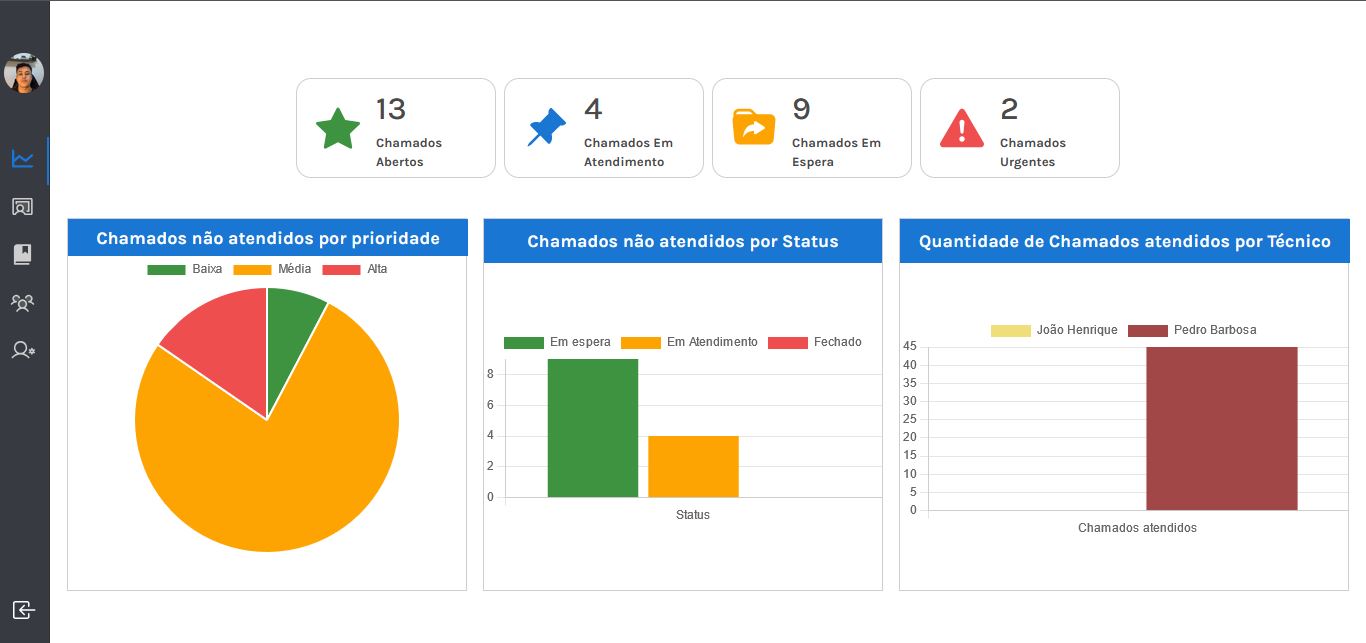 13
Chamados
Abertos
4
Chamados Em
Atendimento
9
Chamados Em
Espera
2
Chamados
Urgentes
Chamados não atendidos por prioridade
Baixa Média Alta
Chamados não atendidos por Status
Em espera Em Atendimento Fechado
8
6
4
2
0
Status
Quantidade de Chamados atendidos por Técnico
João Henrique Pedro Barbosa
45
40
35
30
25
20
15
10
5
0
Chamados atendidos